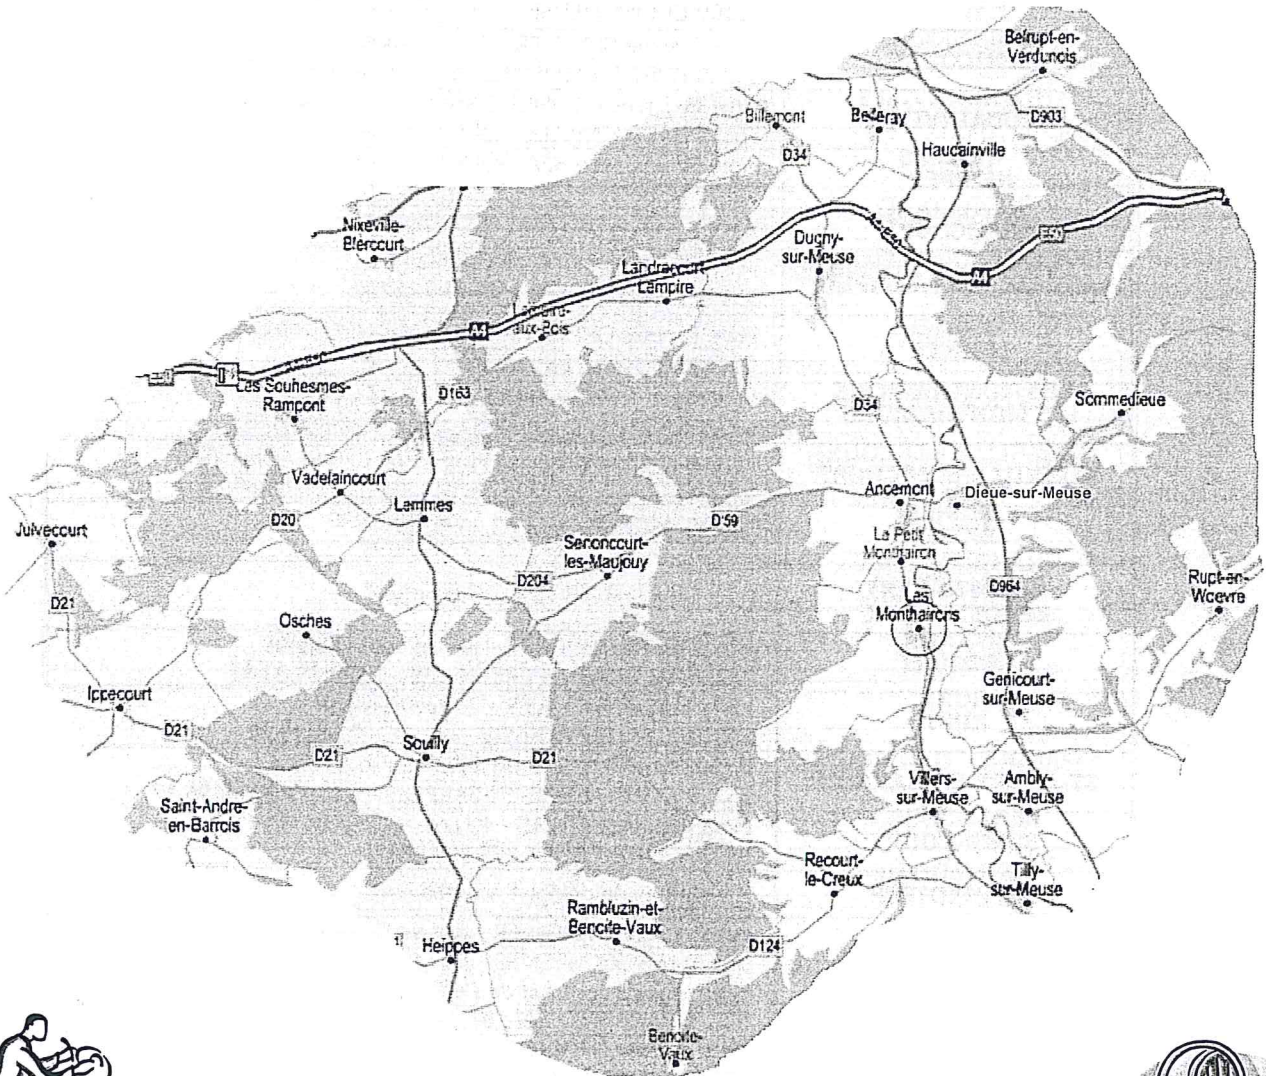 Belrupt-en-
Verdunois
Billemont
Belleray
D903
Haudainville
D34
Nixeville-
Blercourt
Dugny-
sur-Meuse
Landrecourt-
Lempire
A4
A4
aux-Bois
Les Souhesmes-
Rampont
D163
D34
Sommedieue
Vadelaincourt
Lemmes
Ancemont
Dieue-sur-Meuse
D20
D159
Julvecourt
Senoncourt-
les-Maujouy
Le Petit
Monthairon
D204
D964
Rupt-en-
Woevre
D21
Les
Monthairons
Osches
Genicourt-
sur-Meuse
Ippecourt
D21
D21
Souilly
D21
Villers-
sur-Meuse
Ambly-
sur-Meuse
Saint-Andre-
en-Barrois
Recourt-
le-Creux
Tilly-
sur-Meuse
Rambluzin-et-
Benoite-Vaux
Heippes
D124
Benoite-
Vaux